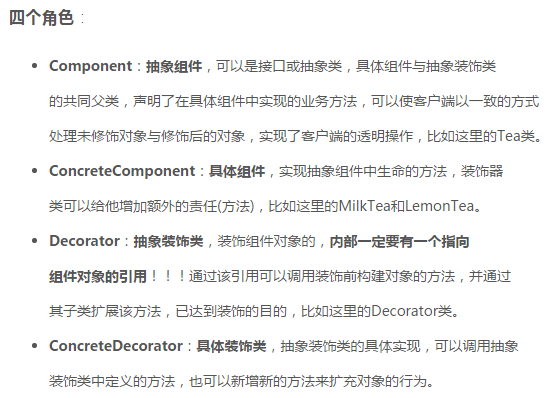 四个角色：
Component：抽象组件，可以是接口或抽象类，具体组件与抽象装饰类
的共同父类，声明了在具体组件中实现的业务方法，可以使客户端以一致的方式
处理未修饰对象与修饰后的对象，实现了客户端的透明操作，比如这里的Tea类。
ConcreteComponent：具体组件，实现抽象组件中生命的方法，装饰器
类可以给他增加额外的责任(方法)，比如这里的MilkTea和LemonTea。
Decorator：抽象装饰类，装饰组件对象的，内部一定要有一个指向
组件对象的引用！！！通过该引用可以调用装饰前构建对象的方法，并通过
其子类扩展该方法，已达到装饰的目的，比如这里的Decorator类。
ConcreteDecorator：具体装饰类，抽象装饰类的具体实现，可以调用抽象
装饰类中定义的方法，也可以新增新的方法来扩充对象的行为。